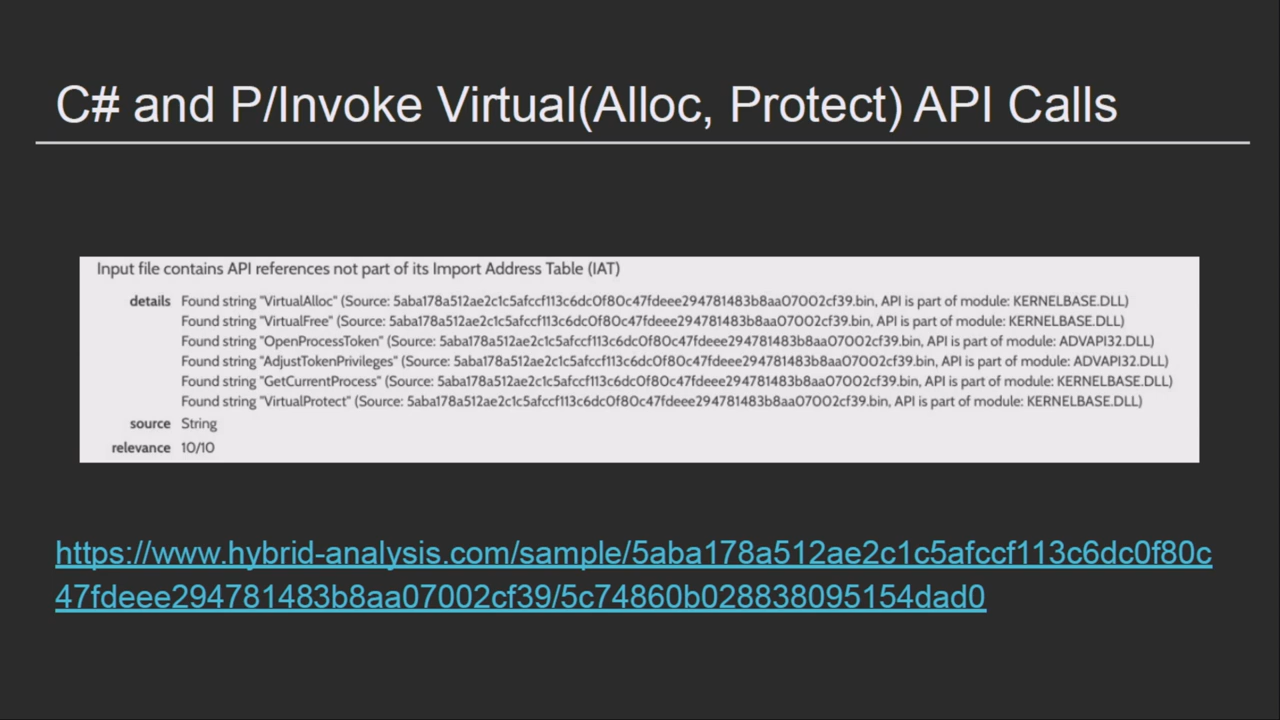 C# and P/Invoke Virtual(Alloc, Protect) API Calls
Input file contains API references not part of its Import Address Table (IAT)
details Found string "VirtualAlloc" (Source: 5aba178a512ae2c1c5afccf113c6dc0f80c47fdeee294781483b8aa07002cf39.bin, API is part of module: KERNELBASE.DLL)
Found string "VirtualFree" (Source: 5aba178a512ae2c1c5afccf113c6dc0f80c47fdeee294781483b8aa07002cf39.bin, API is part of module: KERNELBASE.DLL)
Found string "OpenProcessToken" (Source: 5aba178a512ae2c1c5afccf113c6dc0f80c47fdeee294781483b8aa07002cf39.bin, API is part of module: ADVAPI32.DLL)
Found string "AdjustTokenPrivileges" (Source: 5aba178a512ae2c1c5afccf113c6dc0f80c47fdeee294781483b8aa07002cf39.bin, API is part of module: ADVAPI32.DLL)
Found string "GetCurrentProcess" (Source: 5aba178a512ae2c1c5afccf113c6dc0f80c47fdeee294781483b8aa07002cf39.bin, API is part of module: KERNELBASE.DLL)
Found string "VirtualProtect" (Source: 5aba178a512ae2c1c5afccf113c6dc0f80c47fdeee294781483b8aa07002cf39.bin, API is part of module: KERNELBASE.DLL)
source String
relevance 10/10
https://www.hybrid-analysis.com/sample/5aba178a512ae2c1c5afccf113c6dc0f80c
47fdeee294781483b8aa07002cf39/5c74860b028838095154dad0